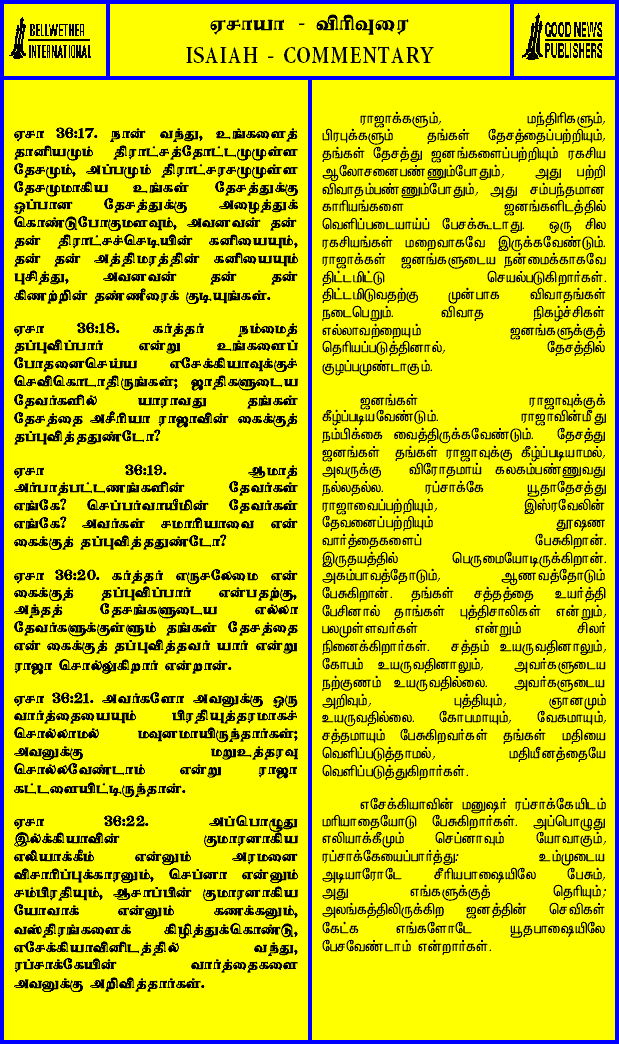 BELLWETHER
INTERNATIONAL
ஏசாயா - விரிவுரை
ISAIAH - COMMENTARY
GOOD NEWS
PUBLISHERS
ஏசா 36:17. நான் வந்து, உங்களைத்
தானியமும் திராட்சத்தோட்டமுமுள்ள
தேசமும், அப்பமும் திராட்சரசமுமுள்ள
தேசமுமாகிய உங்கள் தேசத்துக்கு
ஒப்பான தேசத்துக்கு அழைத்துக்
கொண்டுபோகுமளவும், அவனவன் தன்
தன் திராட்சச்செடியின் கனியையும்,
தன் தன் அத்திமரத்தின் கனியையும்
புசித்து, அவனவன் தன் தன்
கிணற்றின் தண்ணீரைக் குடியுங்கள்.
ஏசா 36:18. கர்த்தர் நம்மைத்
தப்புவிப்பார் என்று உங்களைப்
போதனைசெய்ய எசேக்கியாவுக்குச்
செவிகொடாதிருங்கள்; ஜாதிகளுடைய
தேவர்களில் யாராவது தங்கள்
தேசத்தை அசீரியா ராஜாவின் கைக்குத்
தப்புவித்ததுண்டோ?
ஏசா 36:19. ஆமாத்
அர்பாத்பட்டணங்களின் தேவர்கள்
எங்கே? செப்பர்வாயீமின் தேவர்கள்
எங்கே? அவர்கள் சமாரியாவை என்
கைக்குத் தப்புவித்ததுண்டோ?
ஏசா 36:20. கர்த்தர் எருசலேமை என்
கைக்குத் தப்புவிப்பார் என்பதற்கு,
அந்தத் தேசங்களுடைய எல்லா
தேவர்களுக்குள்ளும் தங்கள் தேசத்தை
என் கைக்குத் தப்புவித்தவர் யார் என்று
ராஜா சொல்லுகிறார் என்றான்.
ஏசா 36:21. அவர்களோ அவனுக்கு ஒரு
வார்த்தையையும் பிரதியுத்தரமாகச்
சொல்லாமல் மவுனமாயிருந்தார்கள்;
அவனுக்கு மறுஉத்தரவு
சொல்லவேண்டாம் என்று ராஜா
கட்டளையிட்டிருந்தான்.
ஏசா 36:22. அப்பொழுது
இல்க்கியாவின் குமாரனாகிய
எலியாக்கீம் என்னும் அரமனை
விசாரிப்புக்காரனும், செப்னா என்னும்
சம்பிரதியும், ஆசாப்பின் குமாரனாகிய
யோவாக் என்னும் கணக்கனும்,
வஸ்திரங்களைக் கிழித்துக்கொண்டு,
எசேக்கியாவினிடத்தில் வந்து,
ரப்சாக்கேயின் வார்த்தைகளை
அவனுக்கு அறிவித்தார்கள்.
ராஜாக்களும், மந்திரிகளும்,
பிரபுக்களும் தங்கள் தேசத்தைப்பற்றியும்,
தங்கள் தேசத்து ஜனங்களைப்பற்றியும் ரகசிய
ஆலோசனைபண்ணும்போதும், அது பற்றி
விவாதம்பண்ணும்போதும், அது சம்பந்தமான
காரியங்களை ஜனங்களிடத்தில்
வெளிப்படையாய்ப் பேசக்கூடாது. ஒரு சில
ரகசியங்கள் மறைவாகவே இருக்கவேண்டும்.
ராஜாக்கள் ஜனங்களுடைய நன்மைக்காகவே
திட்டமிட்டு செயல்படுகிறார்கள்.
திட்டமிடுவதற்கு முன்பாக விவாதங்கள்
நடைபெறும். விவாத நிகழ்ச்சிகள்
எல்லாவற்றையும் ஜனங்களுக்குத்
தெரியப்படுத்தினால், தேசத்தில்
குழப்பமுண்டாகும்.
ஜனங்கள் ராஜாவுக்குக்
கீழ்ப்படியவேண்டும். ராஜாவின்மீது
நம்பிக்கை வைத்திருக்கவேண்டும். தேசத்து
ஜனங்கள் தங்கள் ராஜாவுக்கு கீழ்ப்படியாமல்,
அவருக்கு விரோதமாய் கலகம்பண்ணுவது
நல்லதல்ல. ரப்சாக்கே யூதாதேசத்து
ராஜாவைப்பற்றியும், இஸ்ரவேலின்
தேவனைப்பற்றியும் தூஷண
வார்த்தைகளைப் பேசுகிறான்.
இருதயத்தில் பெருமையோடிருக்கிறான்.
அகம்பாவத்தோடும், ஆணவத்தோடும்
பேசுகிறான். தங்கள் சத்தத்தை உயர்த்தி
பேசினால் தாங்கள் புத்திசாலிகள் என்றும்,
பலமுள்ளவர்கள் என்றும் சிலர்
நினைக்கிறார்கள். சத்தம் உயருவதினாலும்,
கோபம் உயருவதினாலும், அவர்களுடைய
நற்குணம் உயருவதில்லை. அவர்களுடைய
அறிவும், புத்தியும், ஞானமும்
உயருவதில்லை. கோபமாயும், வேகமாயும்,
சத்தமாயும் பேசுகிறவர்கள் தங்கள் மதியை
வெளிப்படுத்தாமல், மதியீனத்தையே
வெளிப்படுத்துகிறார்கள்.
எசேக்கியாவின் மனுஷர் ரப்சாக்கேயிடம்
மரியாதையோடு பேசுகிறார்கள். அப்பொழுது
எலியாக்கீமும் செப்னாவும் யோவாகும்,
ரப்சாக்கேயைப்பார்த்து: உம்முடைய
அடியாரோடே சீரியபாஷையிலே பேசும்,
அது எங்களுக்குத் தெரியும்;
அலங்கத்திலிருக்கிற ஜனத்தின் செவிகள்
கேட்க எங்களோடே யூதபாஷையிலே
பேசவேண்டாம் என்றார்கள்.